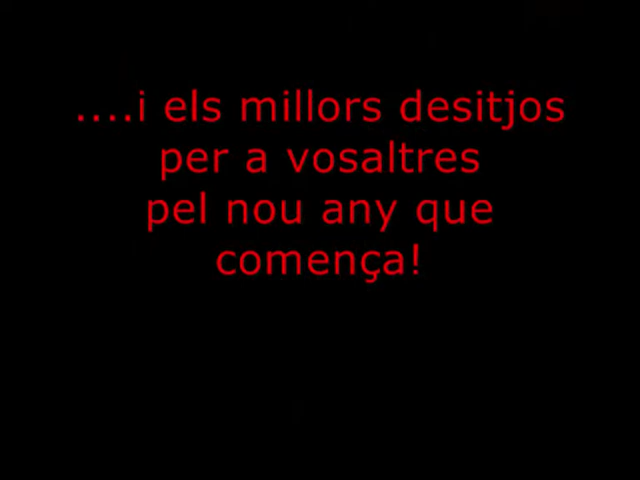 ....i els millors desitjos
per a vosaltres
pel nou any que
comença!